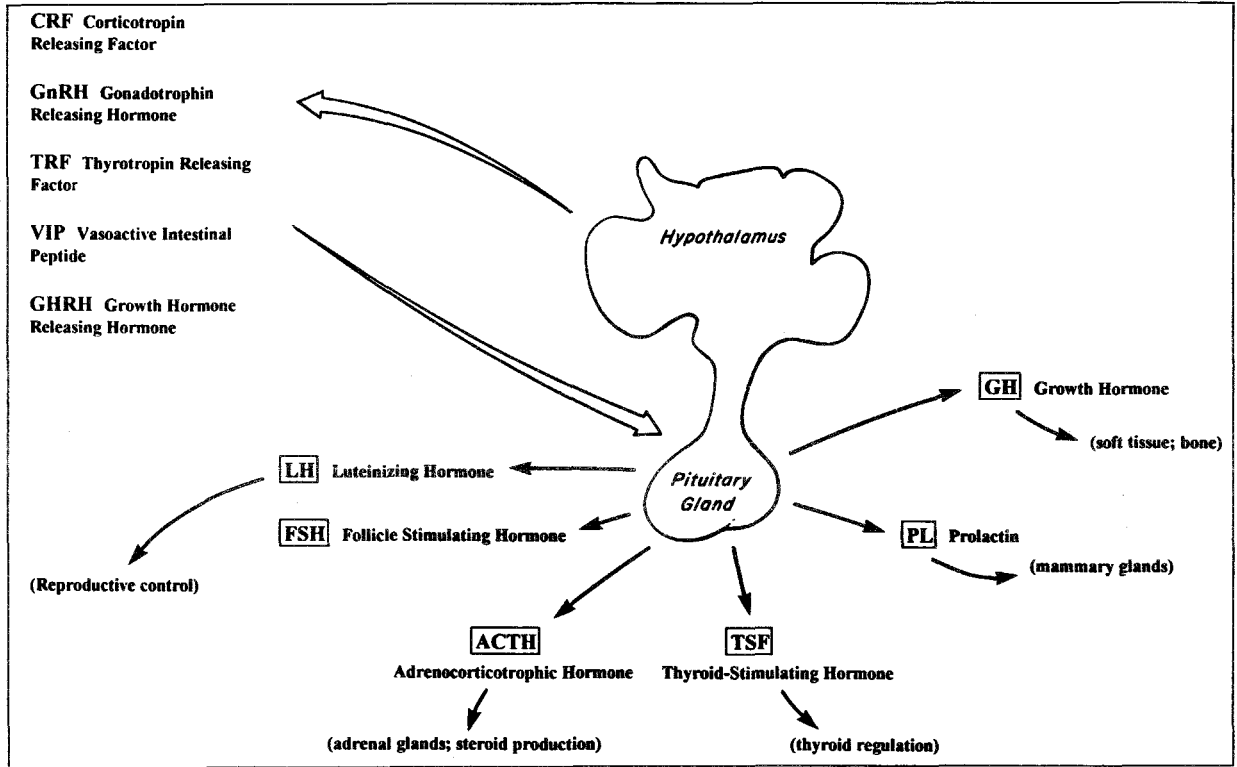 CRF Corticotropin
Releasing Factor
GnRH Gonadotrophin
Releasing Hormone
TRF Thyrotropin Releasing
Factor
VIP Vasoactive Intestinal
Peptide
GHRH Growth Hormone
Releasing Hormone
Hypothalamus
Pituitary
Gland
GH Growth Hormone
(soft tissue; bone)
LH Luteinizing Hormone
FSH Follicle Stimulating Hormone
(Reproductive control)
PL Prolactin
(mammary glands)
ACTH
Adrenocorticotrophic Hormone
(adrenal glands; steroid production)
TSF
Thyroid-Stimulating Hormone
(thyroid regulation)